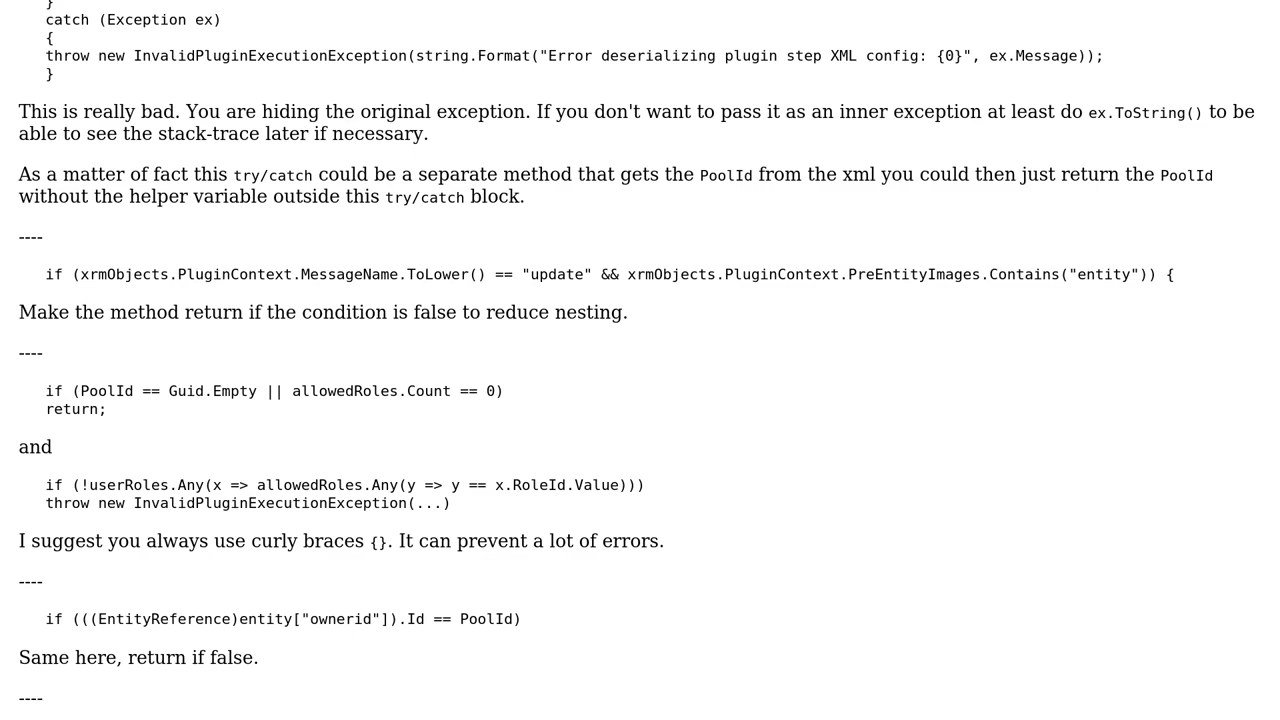 }
catch (Exception ex)
{
throw new InvalidPluginExecutionException(string.Format("Error deserializing plugin step XML config: {0}", ex.Message));
}
This is really bad. You are hiding the original exception. If you don't want to pass it as an inner exception at least do ex.ToString() to be
able to see the stack-trace later if necessary.
As a matter of fact this try/catch could be a separate method that gets the PoolId from the xml you could then just return the PoolId
without the helper variable outside this try/catch block.
----
if (xrmObjects.PluginContext.MessageName.ToLower() == "update" && xrmObjects.PluginContext.PreEntityImages.Contains("entity")) {
Make the method return if the condition is false to reduce nesting.
----
if (PoolId == Guid.Empty || allowedRoles.Count == 0)
return;
and
if (!userRoles.Any(x => allowedRoles.Any(y => y == x.RoleId.Value)))
throw new InvalidPluginExecutionException(...)
I suggest you always use curly braces {}. It can prevent a lot of errors.
----
if (((EntityReference)entity["ownerid"]).Id == PoolId)
Same here, return if false.
----